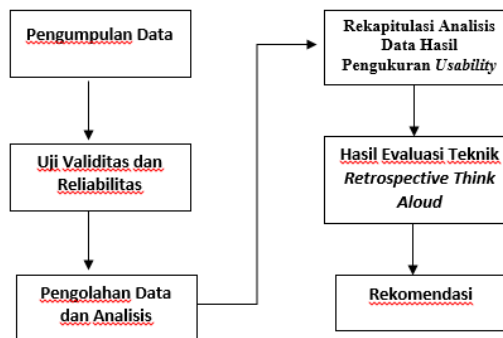 Pengumpulan Data
Uji Validitas dan
Reliabilitas
Pengolahan Data
dan Analisis
Rekapitulasi Analisis
Data Hasil
Pengukuran Usability
Hasil Evaluasi Teknik
Retrospective Think
Aloud
Rekomendasi